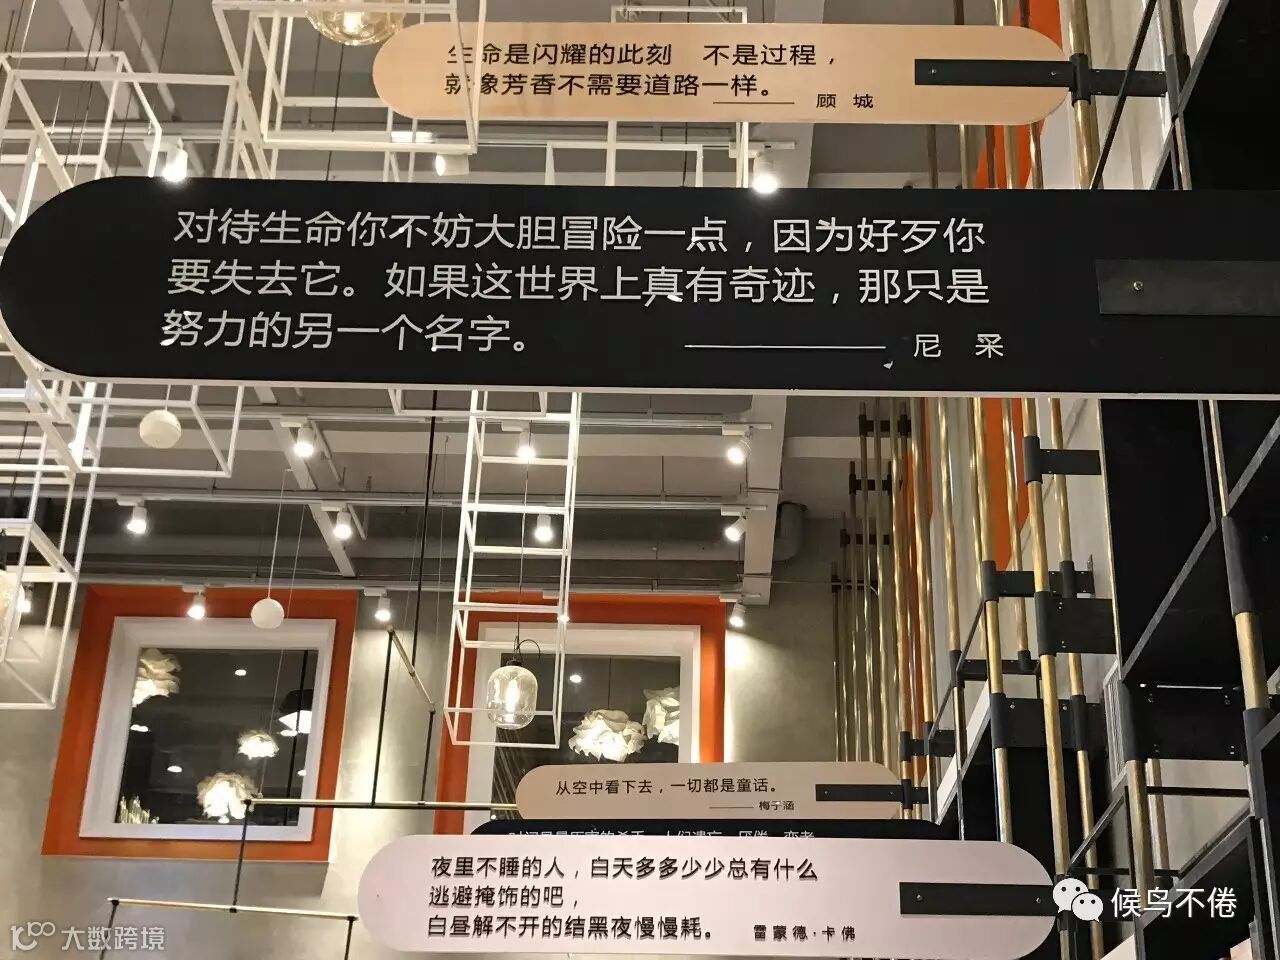 生命是闪耀的此刻 不是过程，
就像芳香不需要道路一样。
——— 顾 城
对待生命你不妨大胆冒险一点，因为好歹你
要失去它。如果这世界上真有奇迹，那只是
努力的另一个名字。
——— 尼 采
从空中看下去，一切都是童话。
——— 梅子涵
夜里不睡的人，白天多多少少总有什么
逃避掩饰的吧，
白昼解不开的结黑夜慢慢耗。 雷蒙德·卡佛
候鸟不倦
10100 大数跨境